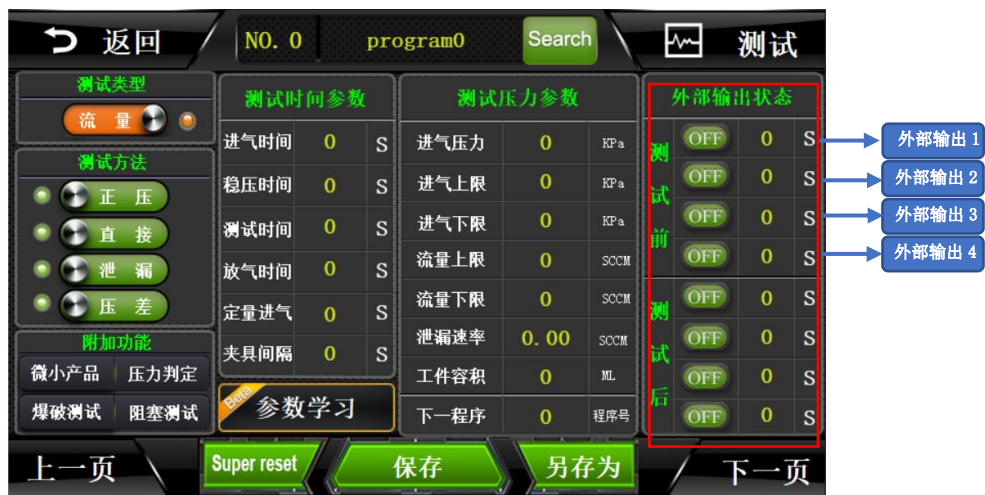 返回
NO. 0
program0
Search
测试
测试类型
流 量
测试方法
正 压
直 接
泄 漏
压 差
附加功能
微小产品
压力判定
爆破测试
阻塞测试
测试时间参数
进气时间 0 S
稳压时间 0 S
测试时间 0 S
放气时间 0 S
定量进气 0 S
夹具间隔 0 S
Beta
参数学习
测试压力参数
进气压力 0 KPa
进气上限 0 KPa
进气下限 0 KPa
流量上限 0 SCCM
流量下限 0 SCCM
泄漏速率 0.00 SCCM
工件容积 0 ML
下一程序 0 程序号
外部输出状态
测试前
OFF 0 S
OFF 0 S
OFF 0 S
OFF 0 S
测试后
OFF 0 S
OFF 0 S
OFF 0 S
OFF 0 S
外部输出 1
外部输出 2
外部输出 3
外部输出 4
上一页
Super reset
保存
另存为
下一页